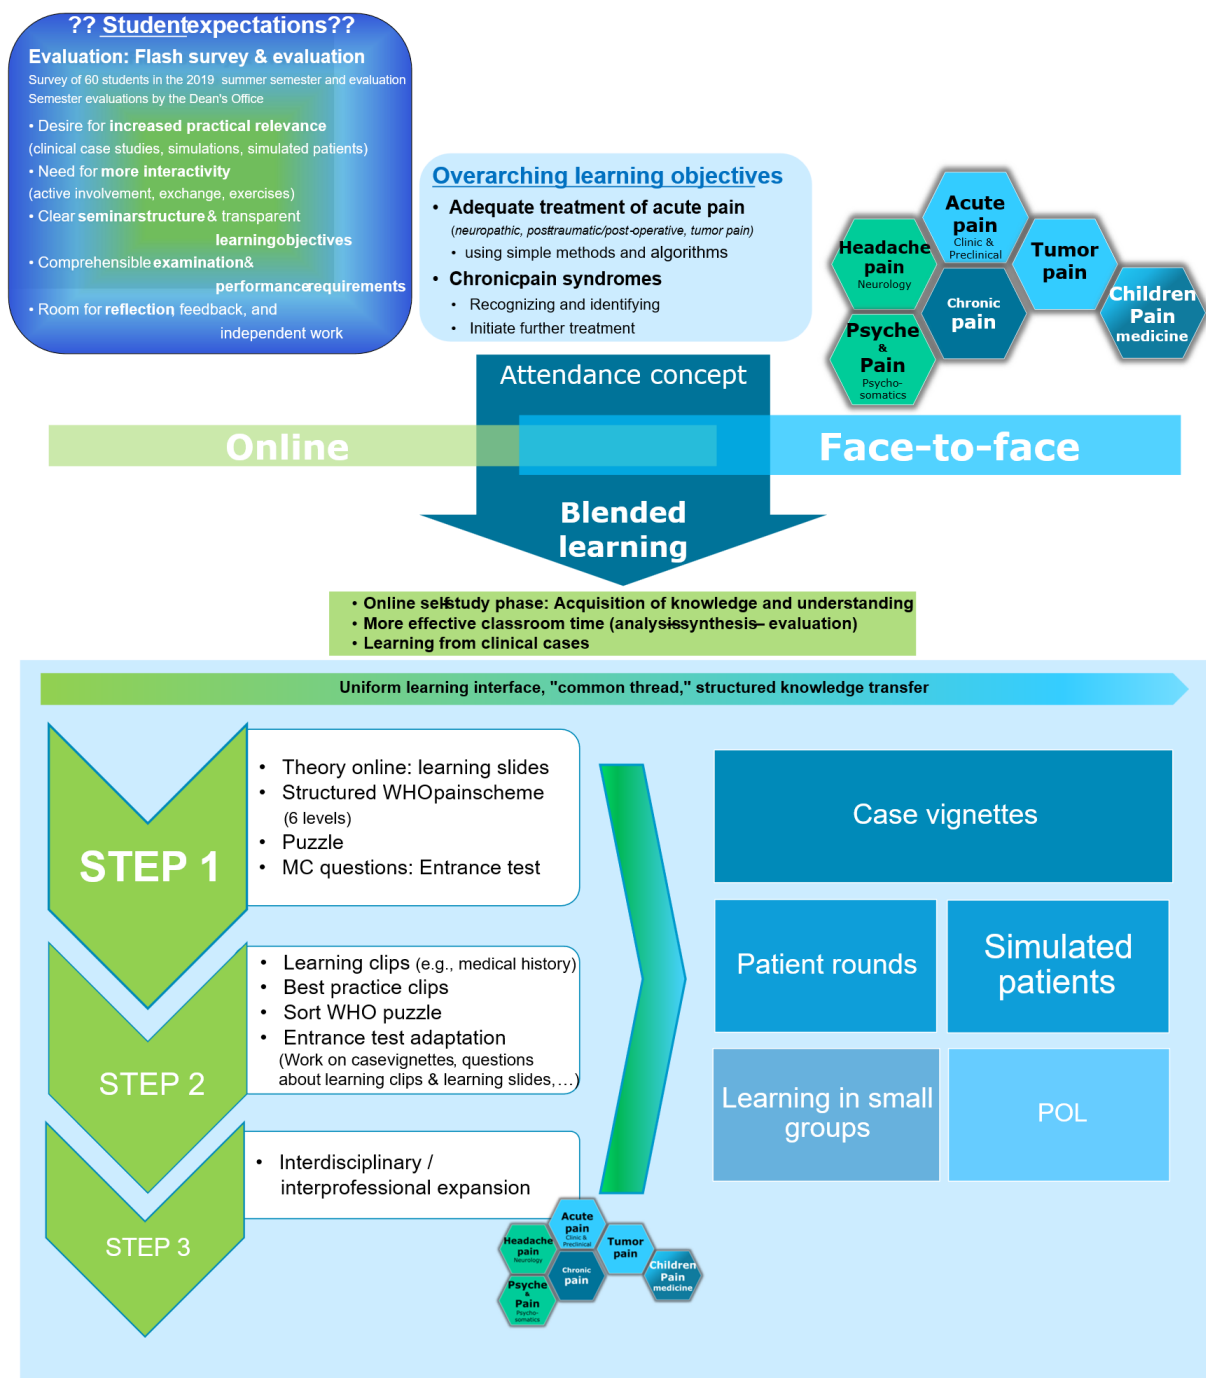 ?? Studentexpectations??
Evaluation: Flash survey & evaluation
Survey of 60 students in the 2019 summer semester and evaluation
Semester evaluations by the Dean's Office
• Desire for increased practical relevance
(clinical case studies, simulations, simulated patients)
• Need for more interactivity
(active involvement, exchange, exercises)
• Clear seminarstructure & transparent
learningobjectives
• Comprehensible examination&
performancerequirements
• Room for reflection, feedback, and
independent work
Overarching learning objectives
• Adequate treatment of acute pain
(neuropathic, posttraumatic/post-operative, tumor pain)
• using simple methods and algorithms
• Chronicpain syndromes
• Recognizing and identifying
• Initiate further treatment
Acute
pain
Clinic &
Preclinical
Headache
pain
Neurology
Tumor
pain
Chronic
pain
Children
Pain
medicine
Psyche
&
Pain
Psycho-
somatics
Attendance concept
Online
Face-to-face
Blended
learning
• Online self-study phase: Acquisition of knowledge and understanding
• More effective classroom time (analysis–synthesis– evaluation)
• Learning from clinical cases
Uniform learning interface, "common thread," structured knowledge transfer
STEP 1
• Theory online: learning slides
• Structured WHOpainscheme
(6 levels)
• Puzzle
• MC questions: Entrance test
STEP 2
• Learning clips (e.g., medical history)
• Best practice clips
• Sort WHO puzzle
• Entrance test adaptation
(Work on casevignettes, questions
about learning clips & learning slides,…)
STEP 3
• Interdisciplinary /
interprofessional expansion
Case vignettes
Patient rounds
Simulated
patients
Learning in small
groups
POL
Acute
pain
Clinic &
Preclinical
Headache
pain
Neurology
Tumor
pain
Chronic
pain
Children
Pain
medicine
Psyche
&
Pain
Psycho-
somatics